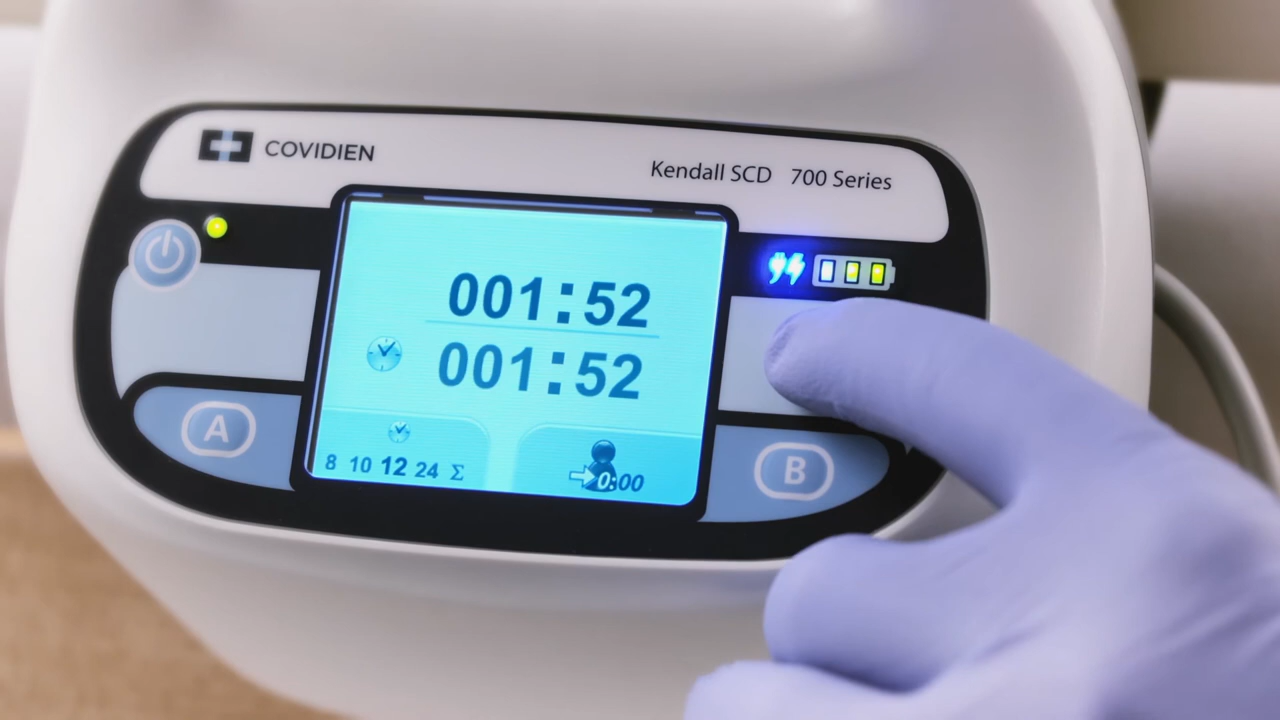 COVIDIEN
Kendall SCD 700 Series
001:52
001:52
8 10 12 24 Σ
0:00
A
B